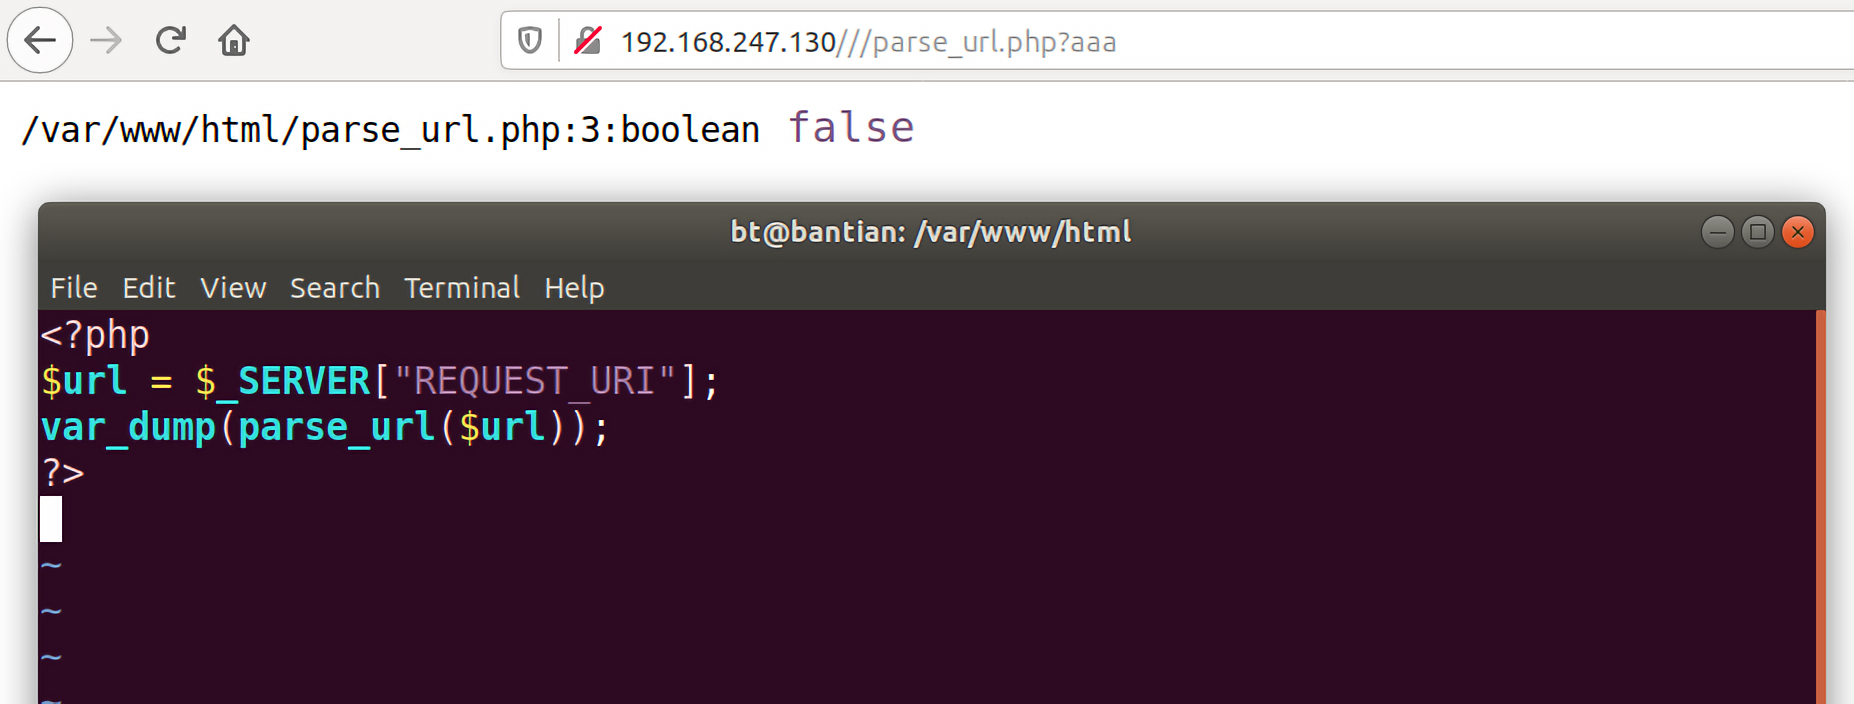 192.168.247.130///parse_url.php?aaa
/var/www/html/parse_url.php:3:boolean false
bt@bantian: /var/www/html
File Edit View Search Terminal Help
<?php
$url = $_SERVER["REQUEST_URI"];
var_dump(parse_url($url));
?>
~
~
~
~